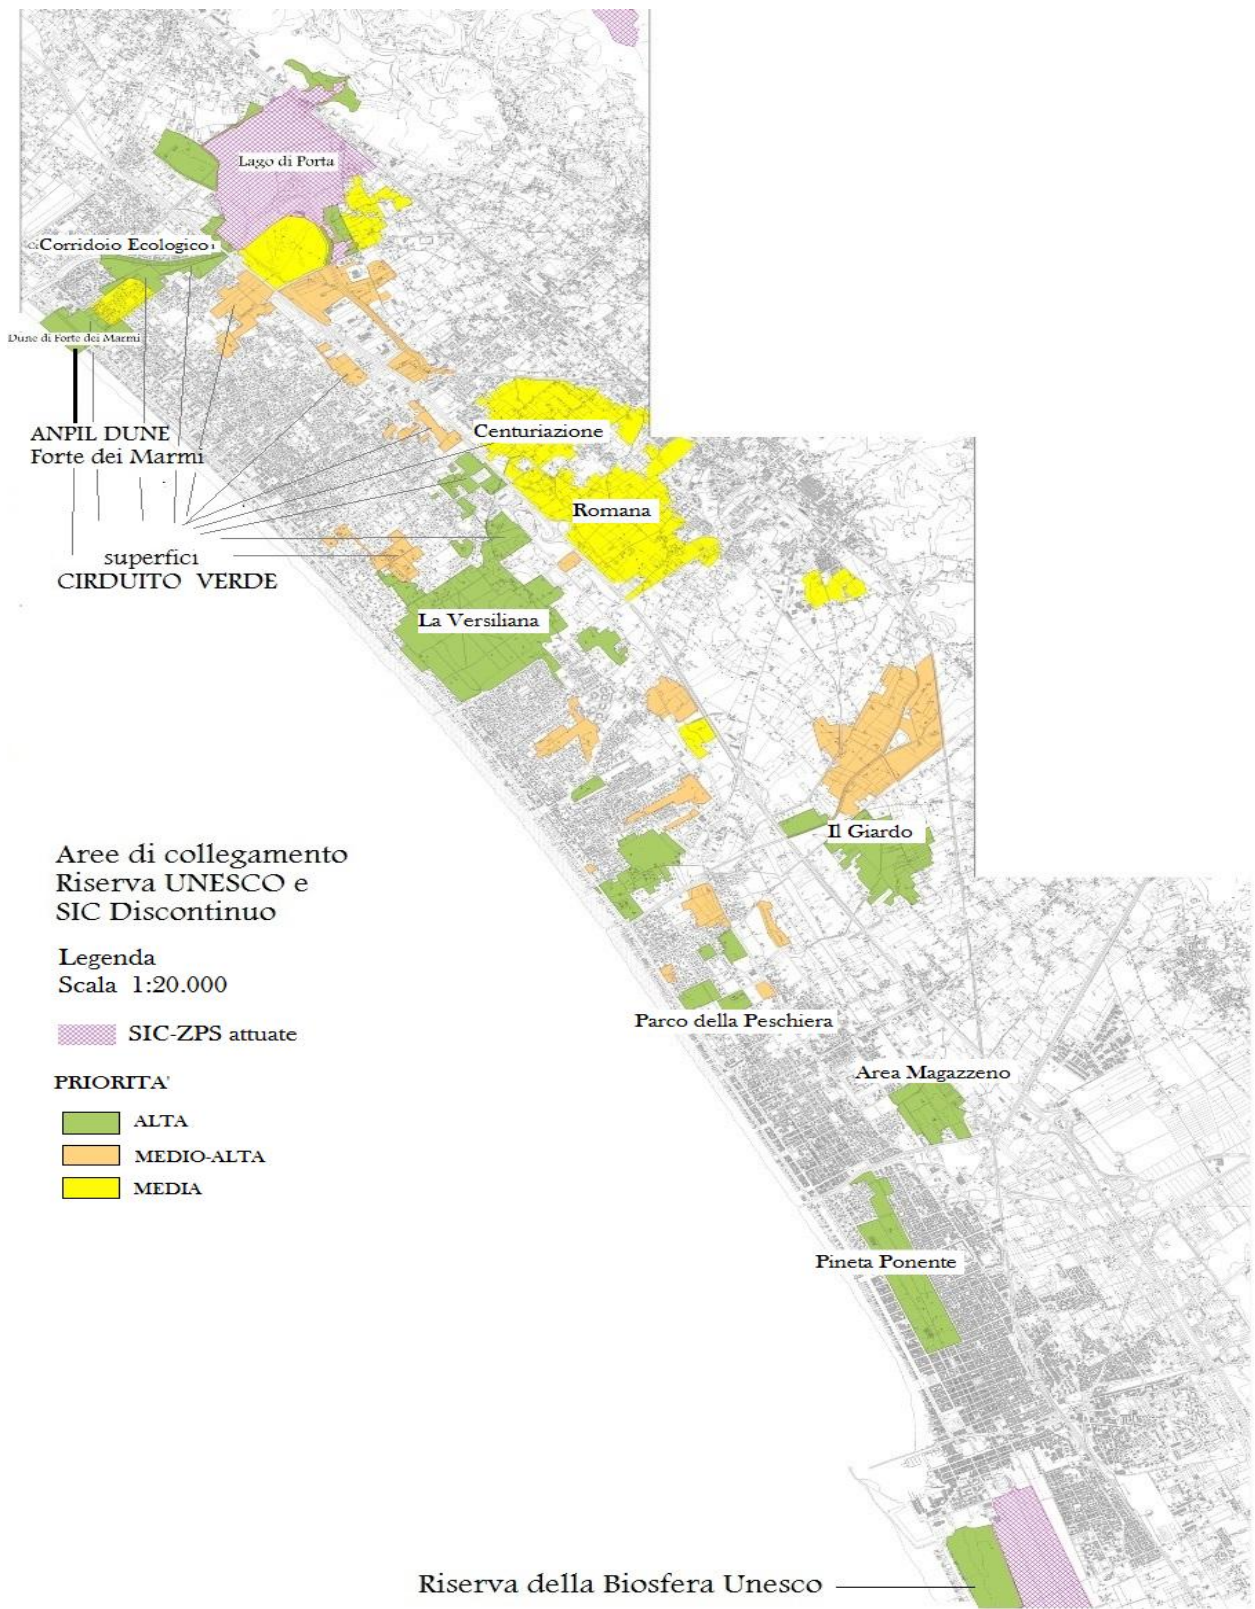 Lago di Porta
Corridoio Ecologico
Dune di Forte dei Marmi
ANPIL DUNE
Forte dei Marmi
Centuriazione
Romana
superfici
CIRDUITO VERDE
La Versiliana
Il Giardo
Aree di collegamento
Riserva UNESCO e
SIC Discontinuo
Legenda
Scala 1:20.000
SIC-ZPS attuate
PRIORITA'
ALTA
MEDIO-ALTA
MEDIA
Parco della Peschiera
Area Magazzeno
Pineta Ponente
Riserva della Biosfera Unesco